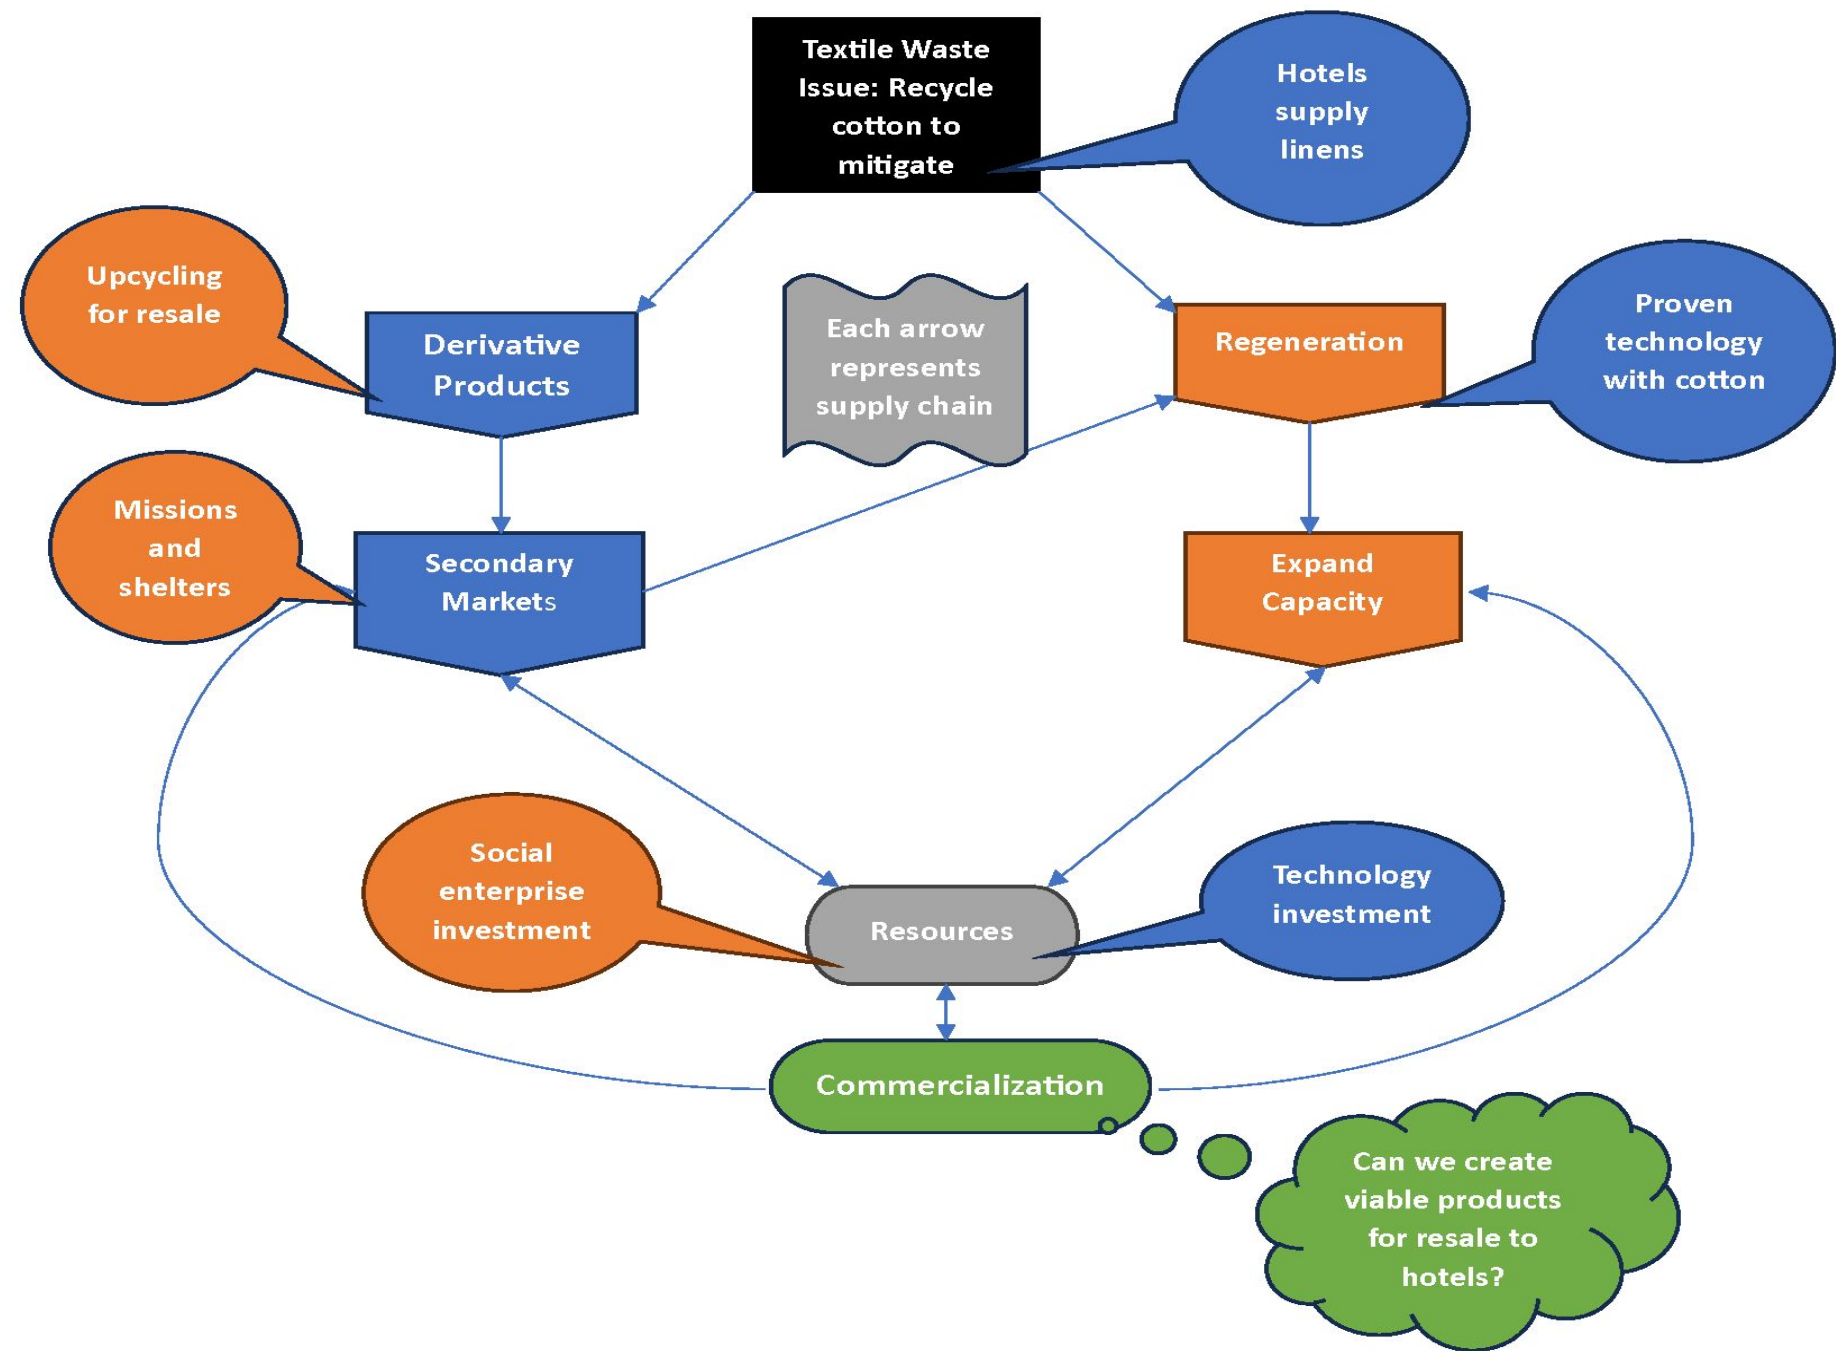 Textile Waste
Issue: Recycle
cotton to
mitigate
Hotels
supply
linens
Upcycling
for resale
Derivative
Products
Each arrow
represents
supply chain
Regeneration
Proven
technology
with cotton
Missions
and
shelters
Secondary
Markets
Expand
Capacity
Social
enterprise
investment
Resources
Technology
investment
Commercialization
Can we create
viable products
for resale to
hotels?